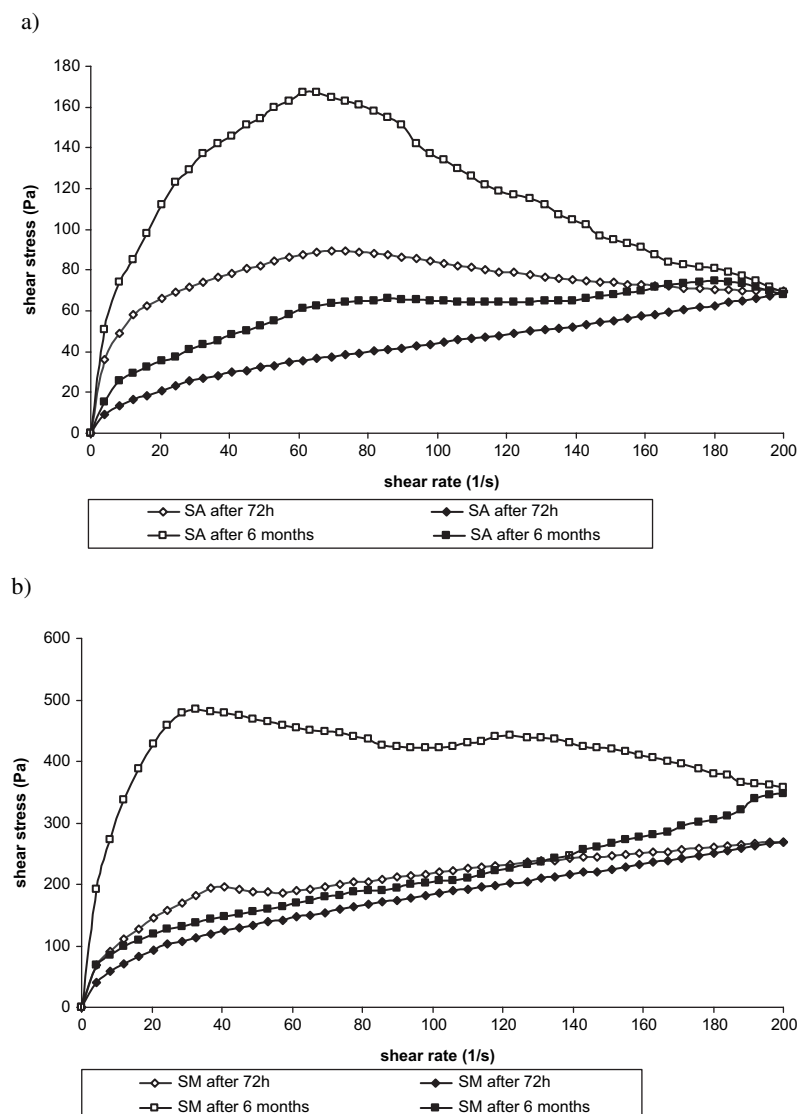 a)
180
160
140
120
100
80
60
40
20
0
shear stress (Pa)
0 20 40 60 80 100 120 140 160 180 200
shear rate (1/s)
SA after 72h SA after 72h
SA after 6 months SA after 6 months
b)
600
500
400
300
200
100
0
shear stress (Pa)
0 20 40 60 80 100 120 140 160 180 200
shear rate (1/s)
SM after 72h SM after 72h
SM after 6 months SM after 6 months